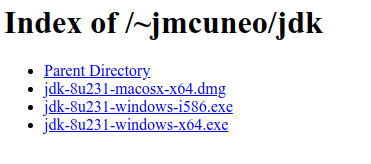 Index of /~jmcuneo/jdk
Parent Directory
jdk-8u231-macosx-x64.dmg
jdk-8u231-windows-i586.exe
jdk-8u231-windows-x64.exe